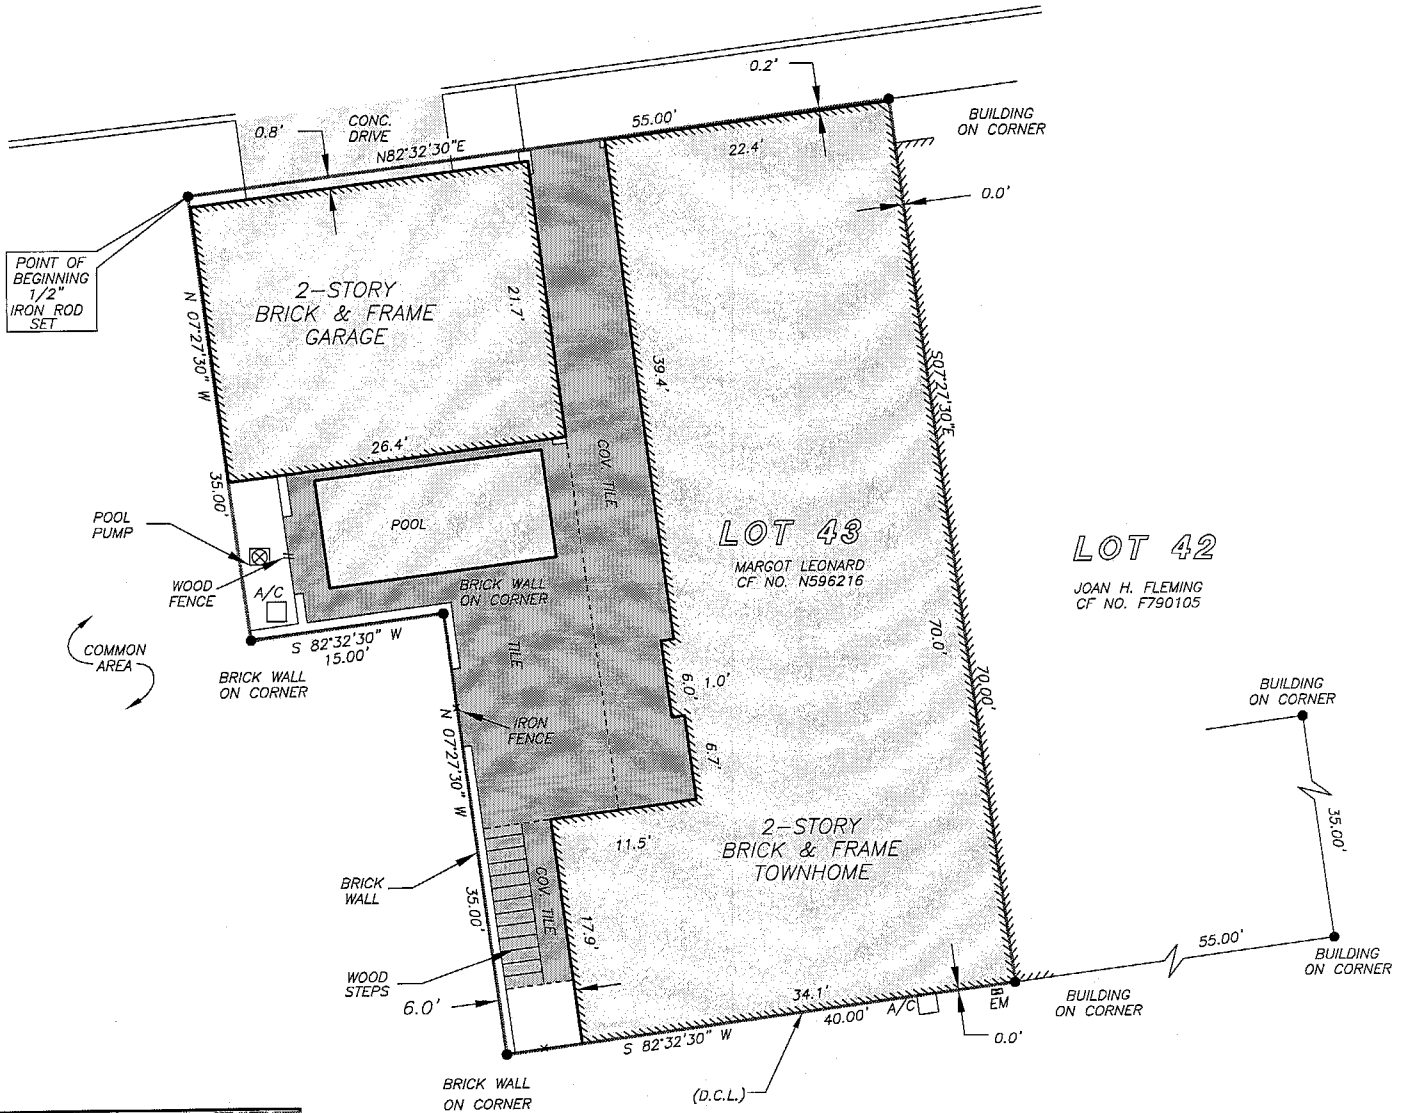 0.2'
55.00'
BUILDING
ON CORNER
0.8'
CONC.
DRIVE
N82°32'30"E
22.4'
0.0'
POINT OF
BEGINNING
1/2"
IRON ROD
SET
2-STORY
BRICK & FRAME
GARAGE
21.7'
N 07°27'30" W
35.00'
39.4'
S07°27'30"E
26.4'
COV. TILE
POOL
PUMP
POOL
WOOD
FENCE
A/C
BRICK WALL
ON CORNER
LOT 43
MARGOT LEONARD
CF NO. N596216
LOT 42
JOAN H. FLEMING
CF NO. F790105
COMMON
AREA
S 82°32'30" W
15.00'
BRICK WALL
ON CORNER
TILE
70.0'
70.00'
6.0'
1.0'
IRON
FENCE
N 07°27'30" W
6.7'
BUILDING
ON CORNER
35.00'
11.5'
2-STORY
BRICK & FRAME
TOWNHOME
BRICK
WALL
35.00'
COV. TILE
17.9'
WOOD
STEPS
6.0'
55.00'
BUILDING
ON CORNER
34.1'
40.00'
A/C
EM
BUILDING
ON CORNER
S 82°32'30" W
0.0'
BRICK WALL
ON CORNER
(D.C.L.)